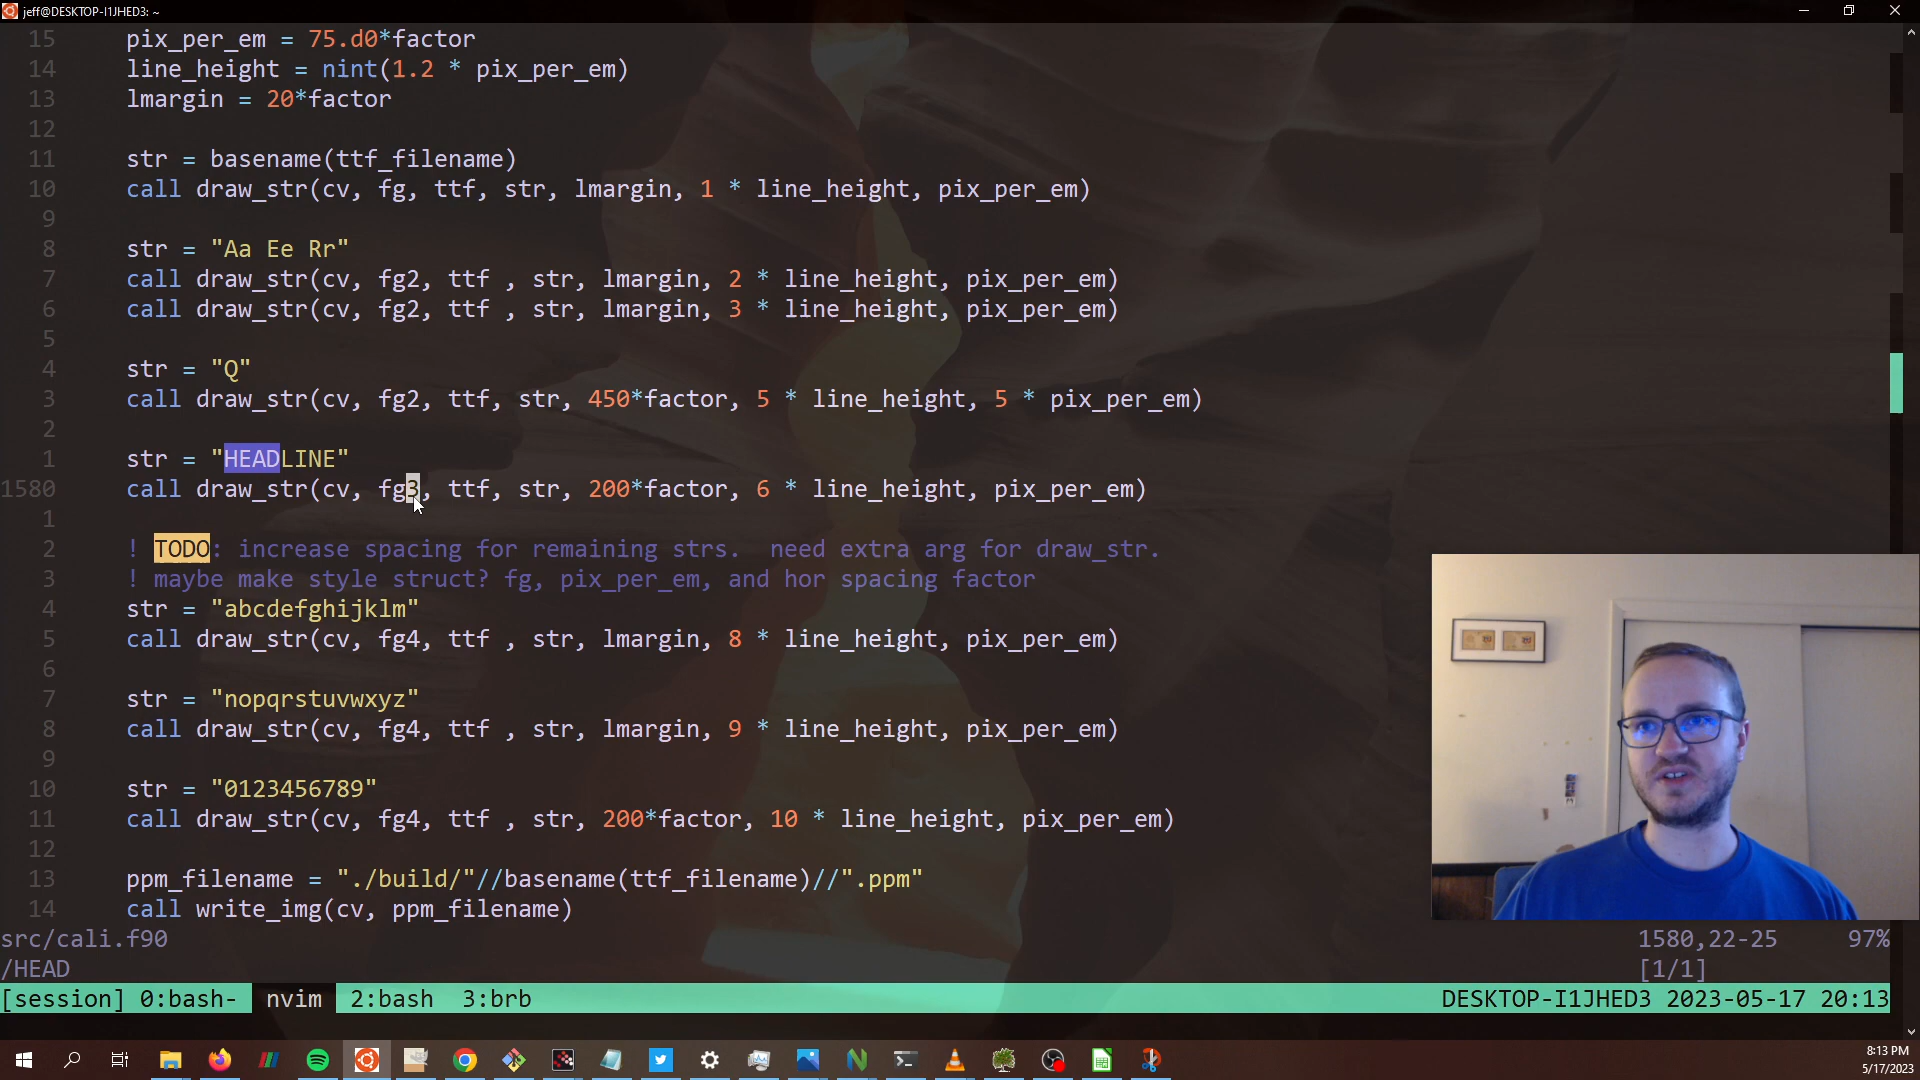 jeff@DESKTOP-I1JHED3: ~
15 pix_per_em = 75.d0*factor
14 line_height = nint(1.2 * pix_per_em)
13 lmargin = 20*factor
12
11 str = basename(ttf_filename)
10 call draw_str(cv, fg, ttf, str, lmargin, 1 * line_height, pix_per_em)
9
8 str = "Aa Ee Rr"
7 call draw_str(cv, fg2, ttf , str, lmargin, 2 * line_height, pix_per_em)
6 call draw_str(cv, fg2, ttf , str, lmargin, 3 * line_height, pix_per_em)
5
4 str = "Q"
3 call draw_str(cv, fg2, ttf, str, 450*factor, 5 * line_height, 5 * pix_per_em)
2
1 str = "HEADLINE"
1580 call draw_str(cv, fg3, ttf, str, 200*factor, 6 * line_height, pix_per_em)
1
2 ! TODO: increase spacing for remaining strs.  need extra arg for draw_str.
3 ! maybe make style struct? fg, pix_per_em, and hor spacing factor
4 str = "abcdefghijklm"
5 call draw_str(cv, fg4, ttf , str, lmargin, 8 * line_height, pix_per_em)
6
7 str = "nopqrstuvwxyz"
8 call draw_str(cv, fg4, ttf , str, lmargin, 9 * line_height, pix_per_em)
9
10 str = "0123456789"
11 call draw_str(cv, fg4, ttf , str, 200*factor, 10 * line_height, pix_per_em)
12
13 ppm_filename = "./build/"//basename(ttf_filename)//".ppm"
14 call write_img(cv, ppm_filename)
src/cali.f90 1580,22-25 97%
/HEAD [1/1]
[session] 0:bash- nvim 2:bash 3:brb DESKTOP-I1JHED3 2023-05-17 20:13
8:13 PM
5/17/2023